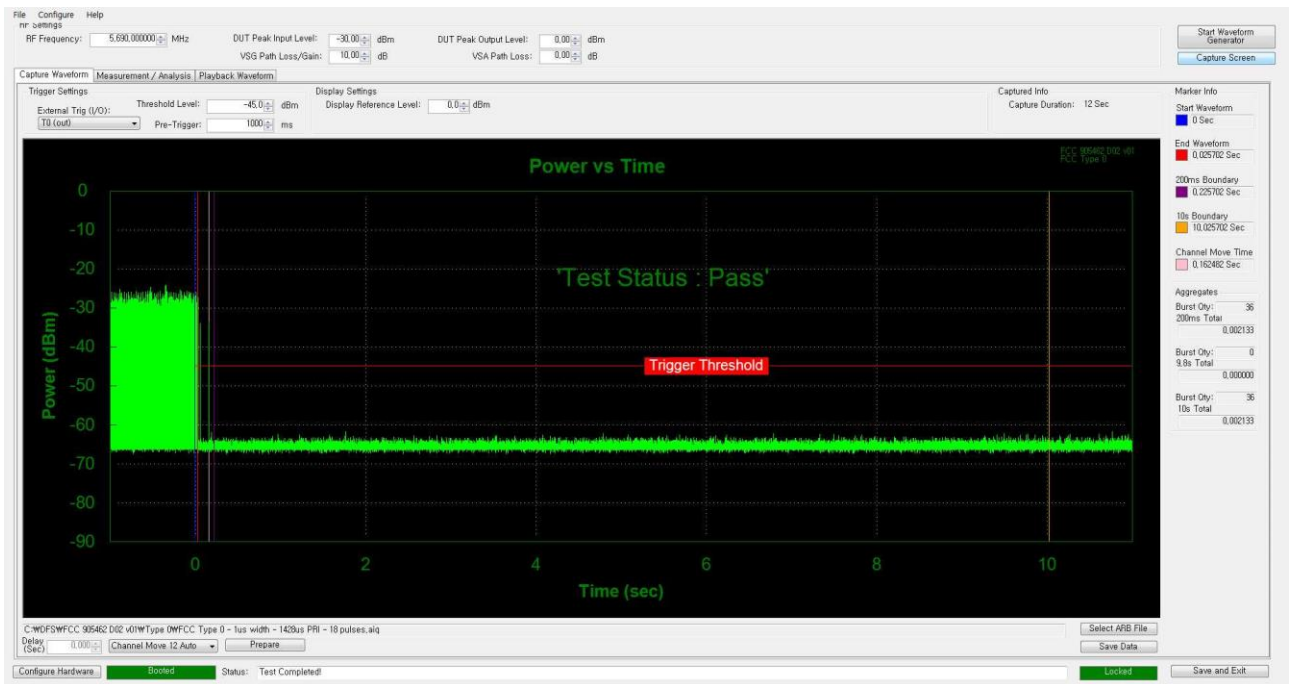 File Configure Help
RF Settings
RF Frequency: 5,690,000000 MHz DUT Peak Input Level: -30,00 dBm DUT Peak Output Level: 0,00 dBm
VSG Path Loss/Gain: 10,00 dB VSA Path Loss: 0,00 dB
Start Waveform Generator
Capture Screen
Capture Waveform Measurement / Analysis Playback Waveform
Trigger Settings
External Trig (I/O): Threshold Level: -45,0 dBm
T0 (out) Pre-Trigger: 1000 ms
Display Settings
Display Reference Level: 0,0 dBm
Captured Info
Capture Duration: 12 Sec
Marker Info
Start Waveform
0 Sec
End Waveform
0,025702 Sec
200ms Boundary
0,225702 Sec
10s Boundary
10,025702 Sec
Channel Move Time
0,162482 Sec
Aggregates
Burst Qty: 36
200ms Total
0,002133
Burst Qty: 0
9,8s Total
0,000000
Burst Qty: 36
10s Total
0,002133
FCC 905462 D02 v01
FCC Type 0
Power vs Time
'Test Status : Pass'
Trigger Threshold
Power (dBm)
0
-10
-20
-30
-40
-50
-60
-70
-80
-90
0 2 4 6 8 10
Time (sec)
C:₩DFS₩FCC 905462 D02 v01₩Type 0₩FCC Type 0 - 1us width - 1428us PRI - 18 pulses,aiq
Select ARB File
Delay (Sec) 0,000 Channel Move 12 Auto Prepare
Save Data
Configure Hardware Booted Status: Test Completed! Locked Save and Exit